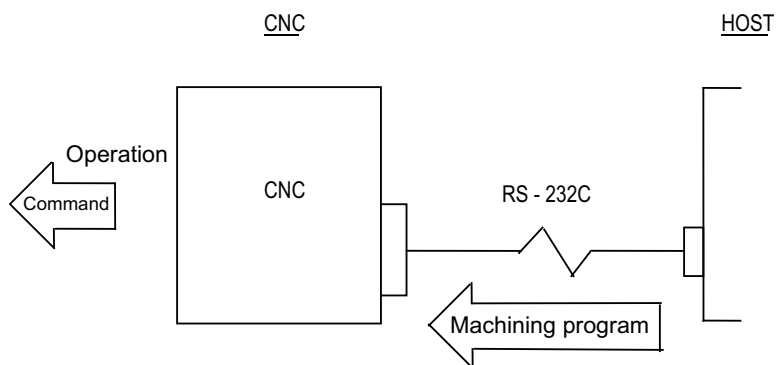 CNC
HOST
Operation
Command
CNC
RS - 232C
Machining program